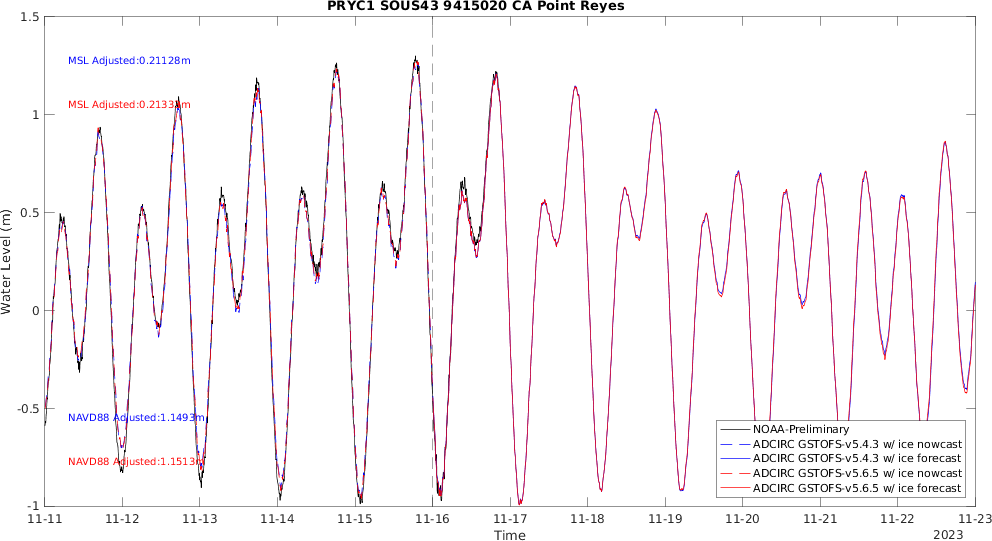 PRYC1 SOUS43 9415020 CA Point Reyes
1.5
1
0.5
0
-0.5
-1
Water Level (m)
MSL Adjusted:0.21128m
MSL Adjusted:0.2133
NAVD88 Adjusted:1.1493m
NAVD88 Adjusted:1.1513m
NOAA-Preliminary
ADCIRC GSTOFS-v5.4.3 w/ ice nowcast
ADCIRC GSTOFS-v5.4.3 w/ ice forecast
ADCIRC GSTOFS-v5.6.5 w/ ice nowcast
ADCIRC GSTOFS-v5.6.5 w/ ice forecast
11-11 11-12 11-13 11-14 11-15 11-16 11-17 11-18 11-19 11-20 11-21 11-22 11-23
Time
2023